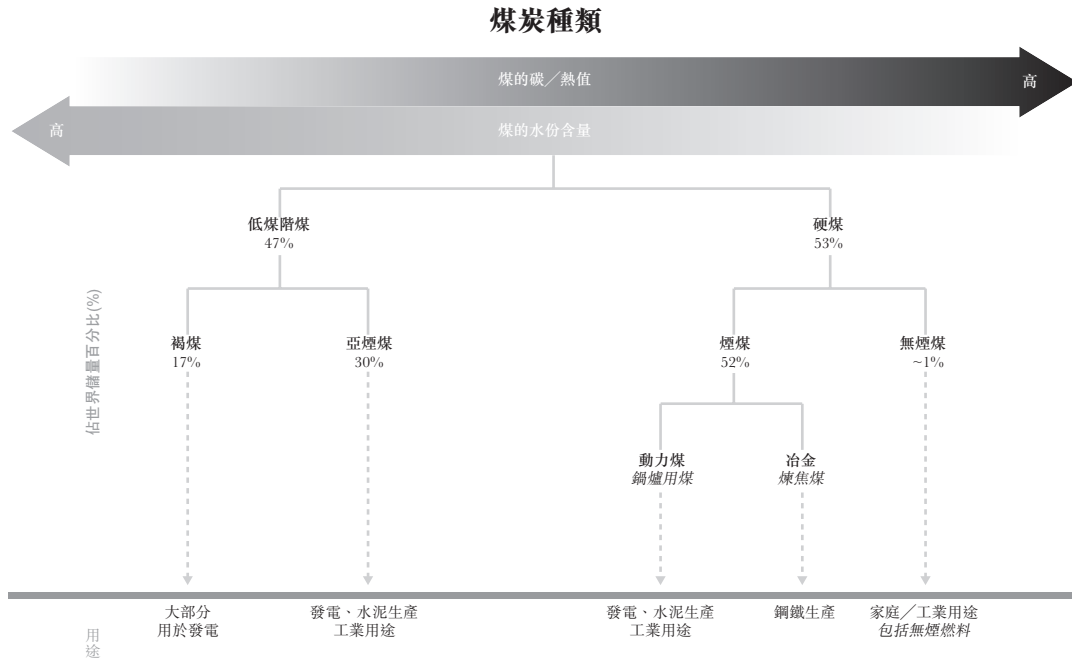 煤炭種類
煤的碳／熱值
高
高
煤的水份含量
低煤階煤
47%
硬煤
53%
佔世界儲量百分比(%)
褐煤
17%
亞煙煤
30%
煙煤
52%
無煙煤
~1%
動力煤
鍋爐用煤
冶金
煉焦煤
用途
大部分
用於發電
發電、水泥生產
工業用途
發電、水泥生產
工業用途
鋼鐵生產
家庭／工業用途
包括無煙燃料